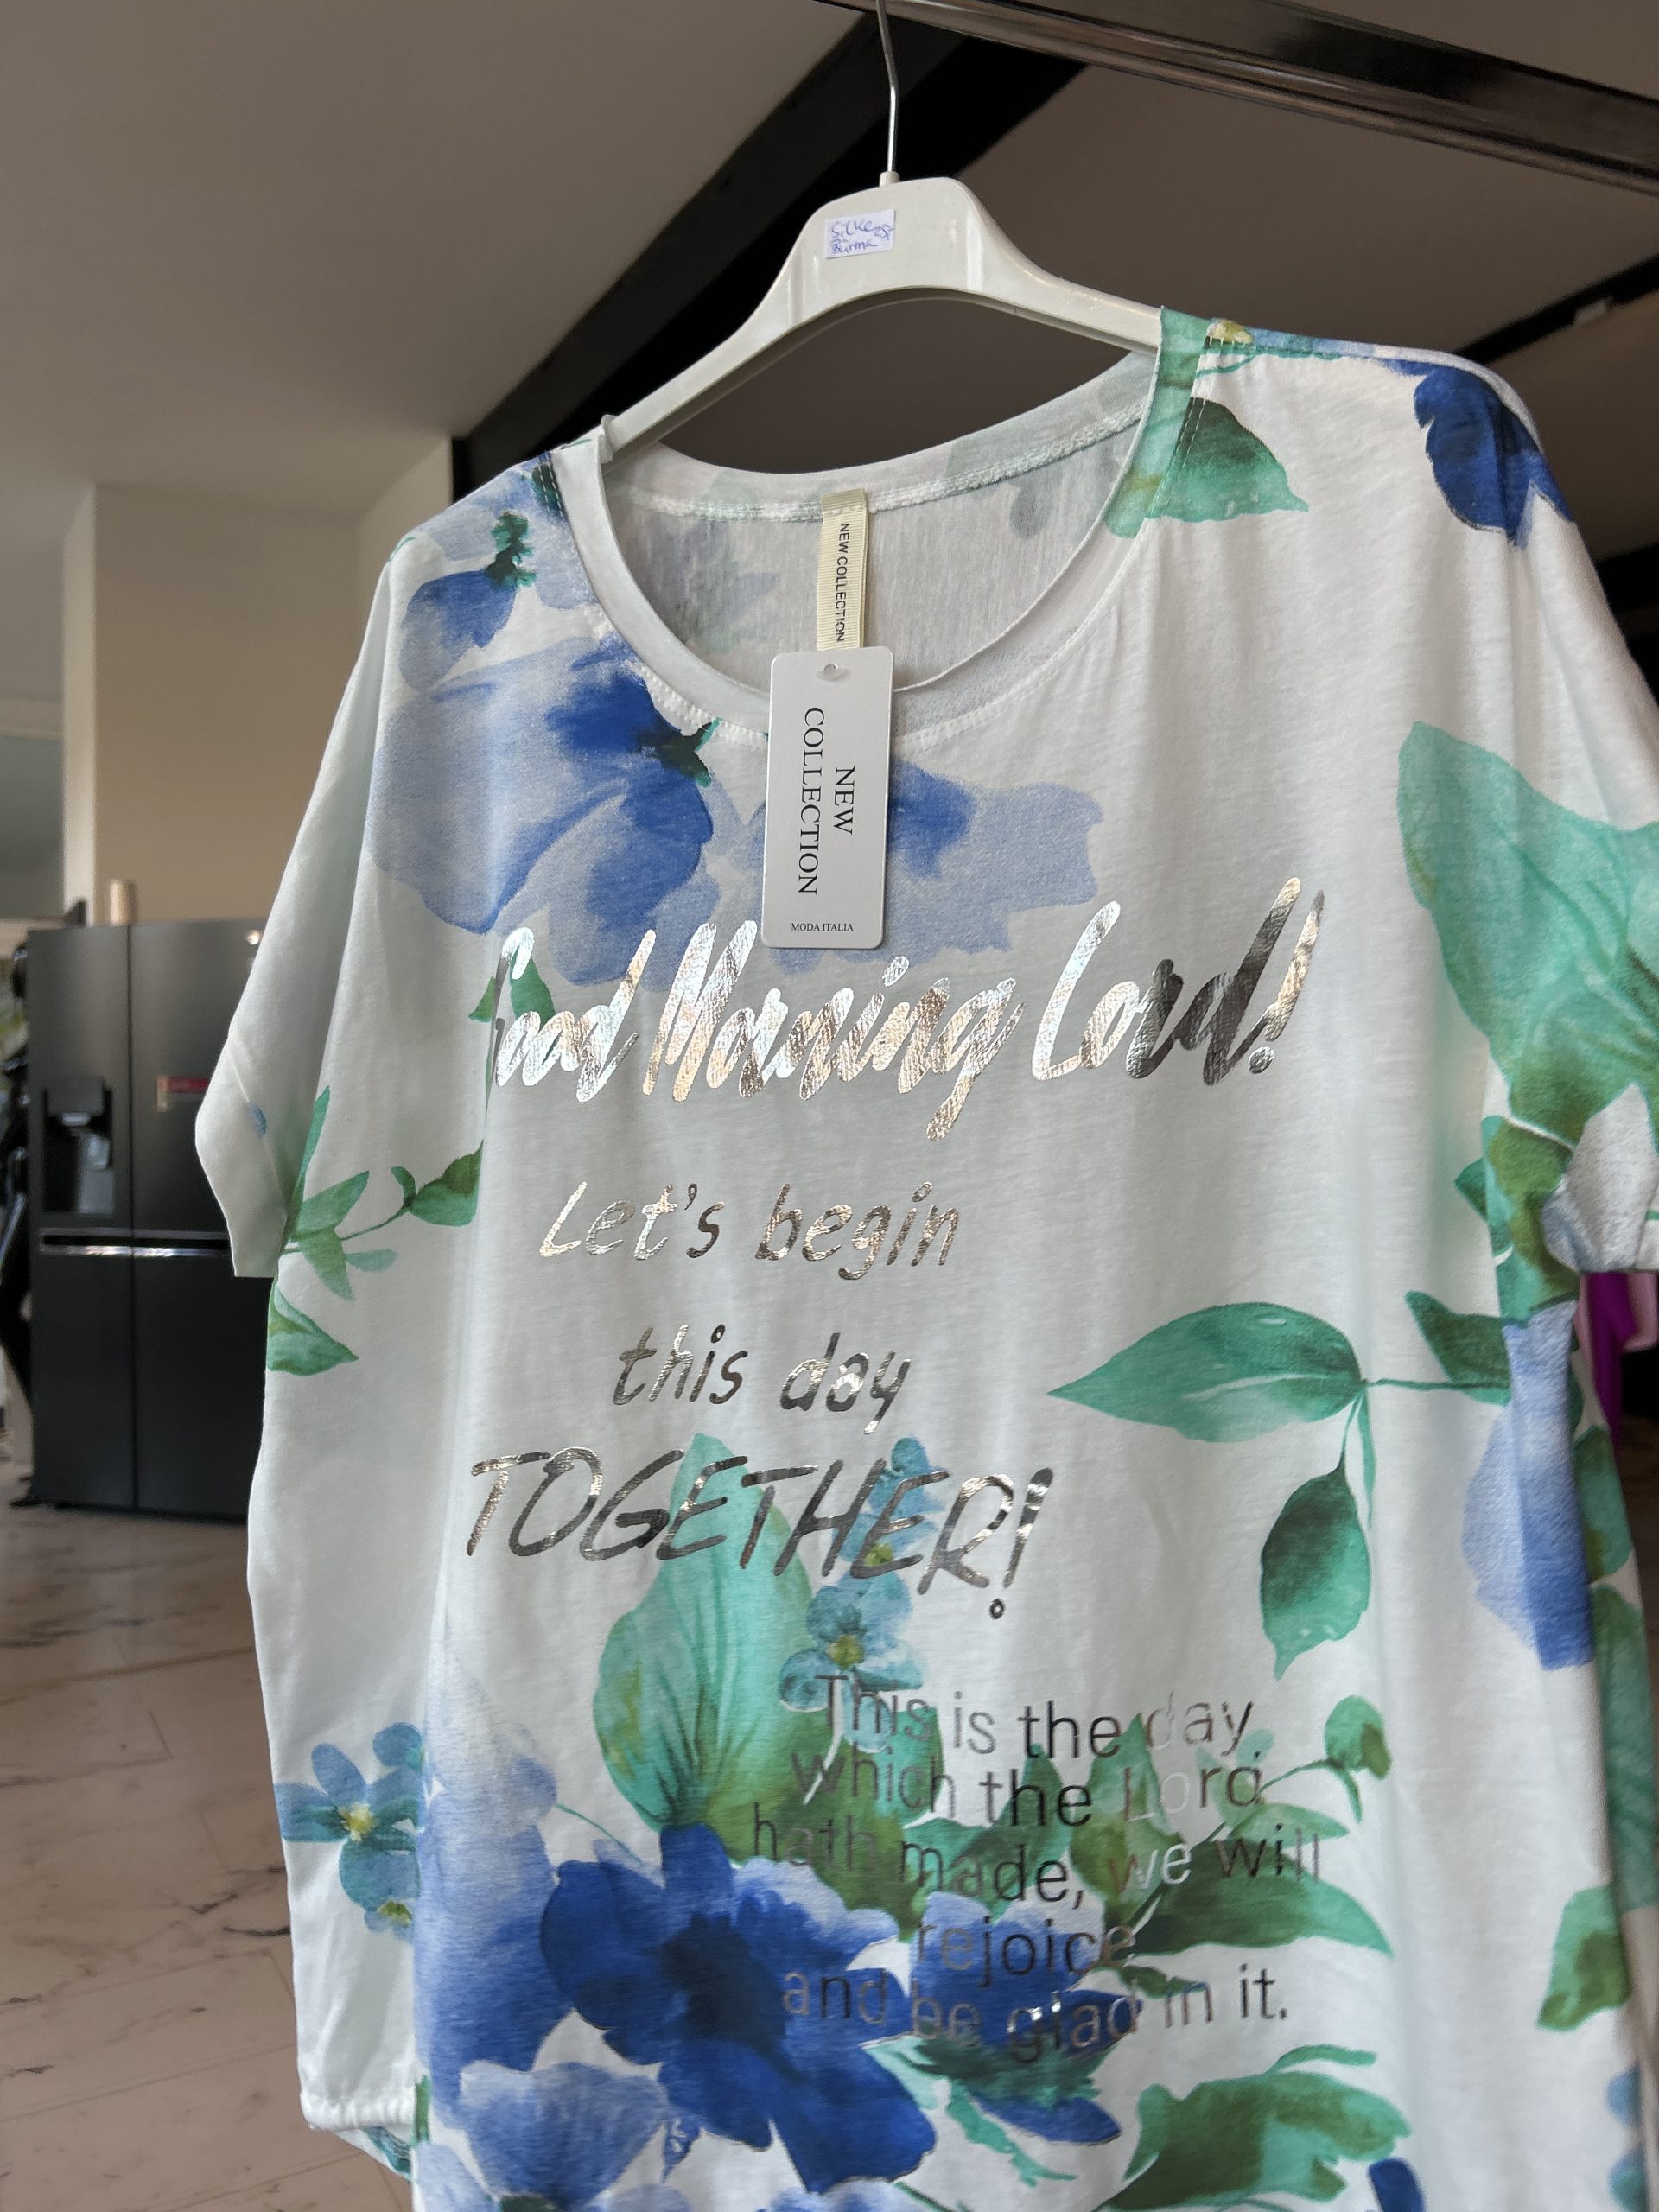 Silke
NEW COLLECTION
NEW
COLLECTION
MODA ITALIA
Good Morning Lord!
Let's begin
this day
TOGETHER!
This is the day
which the Lord
hath made, we will
rejoice
and be glad in it.